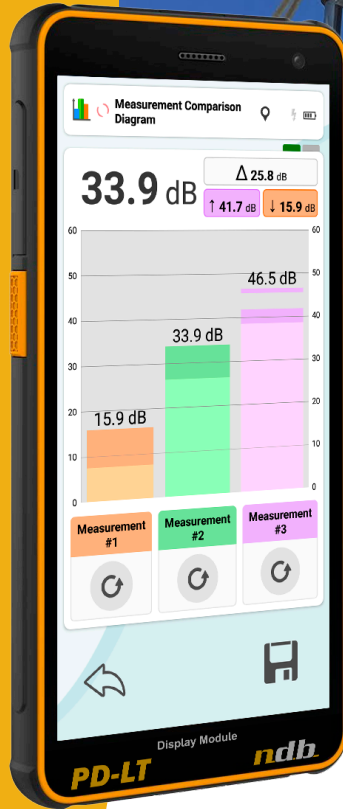 Measurement Comparison
Diagram
33.9 dB
Δ 25.8 dB
↑ 41.7 dB
↓ 15.9 dB
60
50
40
30
20
10
0
60
50
40
30
20
10
0
15.9 dB
33.9 dB
46.5 dB
Measurement
#1
Measurement
#2
Measurement
#3
Display Module
PD-LT
ndb